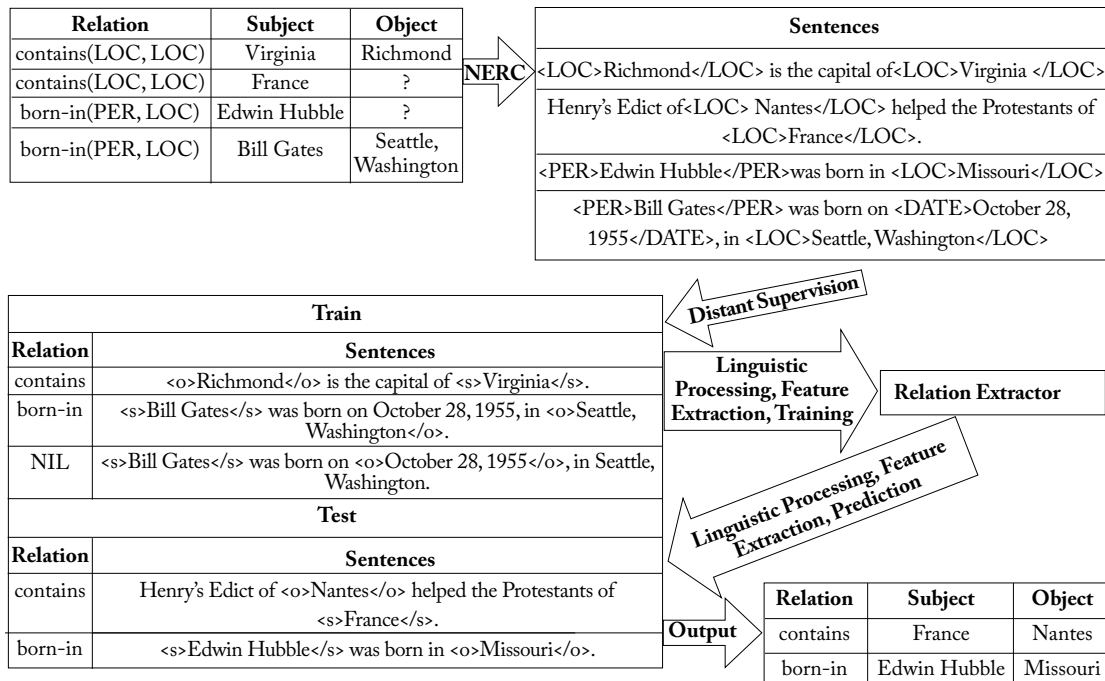 Relation Subject Object
contains(LOC, LOC) Virginia Richmond
contains(LOC, LOC) France ?
born-in(PER, LOC) Edwin Hubble ?
born-in(PER, LOC) Bill Gates Seattle,
Washington
NERC
Sentences
<LOC>Richmond</LOC> is the capital of<LOC>Virginia </LOC>
Henry's Edict of<LOC> Nantes</LOC> helped the Protestants of
<LOC>France</LOC>.
<PER>Edwin Hubble</PER>was born in <LOC>Missouri</LOC>
<PER>Bill Gates</PER> was born on <DATE>October 28,
1955</DATE>, in <LOC>Seattle, Washington</LOC>
Distant Supervision
Train
Relation Sentences
contains <o>Richmond</o> is the capital of <s>Virginia</s>.
born-in <s>Bill Gates</s> was born on October 28, 1955, in <o>Seattle,
Washington</o>.
NIL <s>Bill Gates</s> was born on <o>October 28, 1955</o>, in Seattle,
Washington.
Linguistic
Processing, Feature
Extraction, Training
Relation Extractor
Linguistic Processing, Feature
Extraction, Prediction
Test
Relation Sentences
contains Henry's Edict of <o>Nantes</o> helped the Protestants of
<s>France</s>.
born-in <s>Edwin Hubble</s> was born in <o>Missouri</o>.
Output
Relation Subject Object
contains France Nantes
born-in Edwin Hubble Missouri